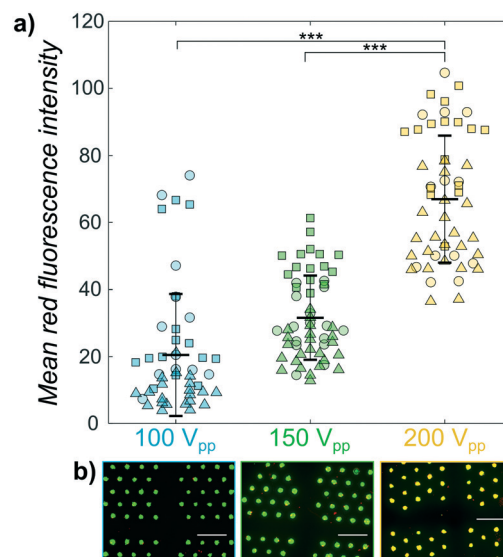 a)
***
***
Mean red fluorescence intensity
120
100
80
60
40
20
0
100 Vpp
150 Vpp
200 Vpp
b)